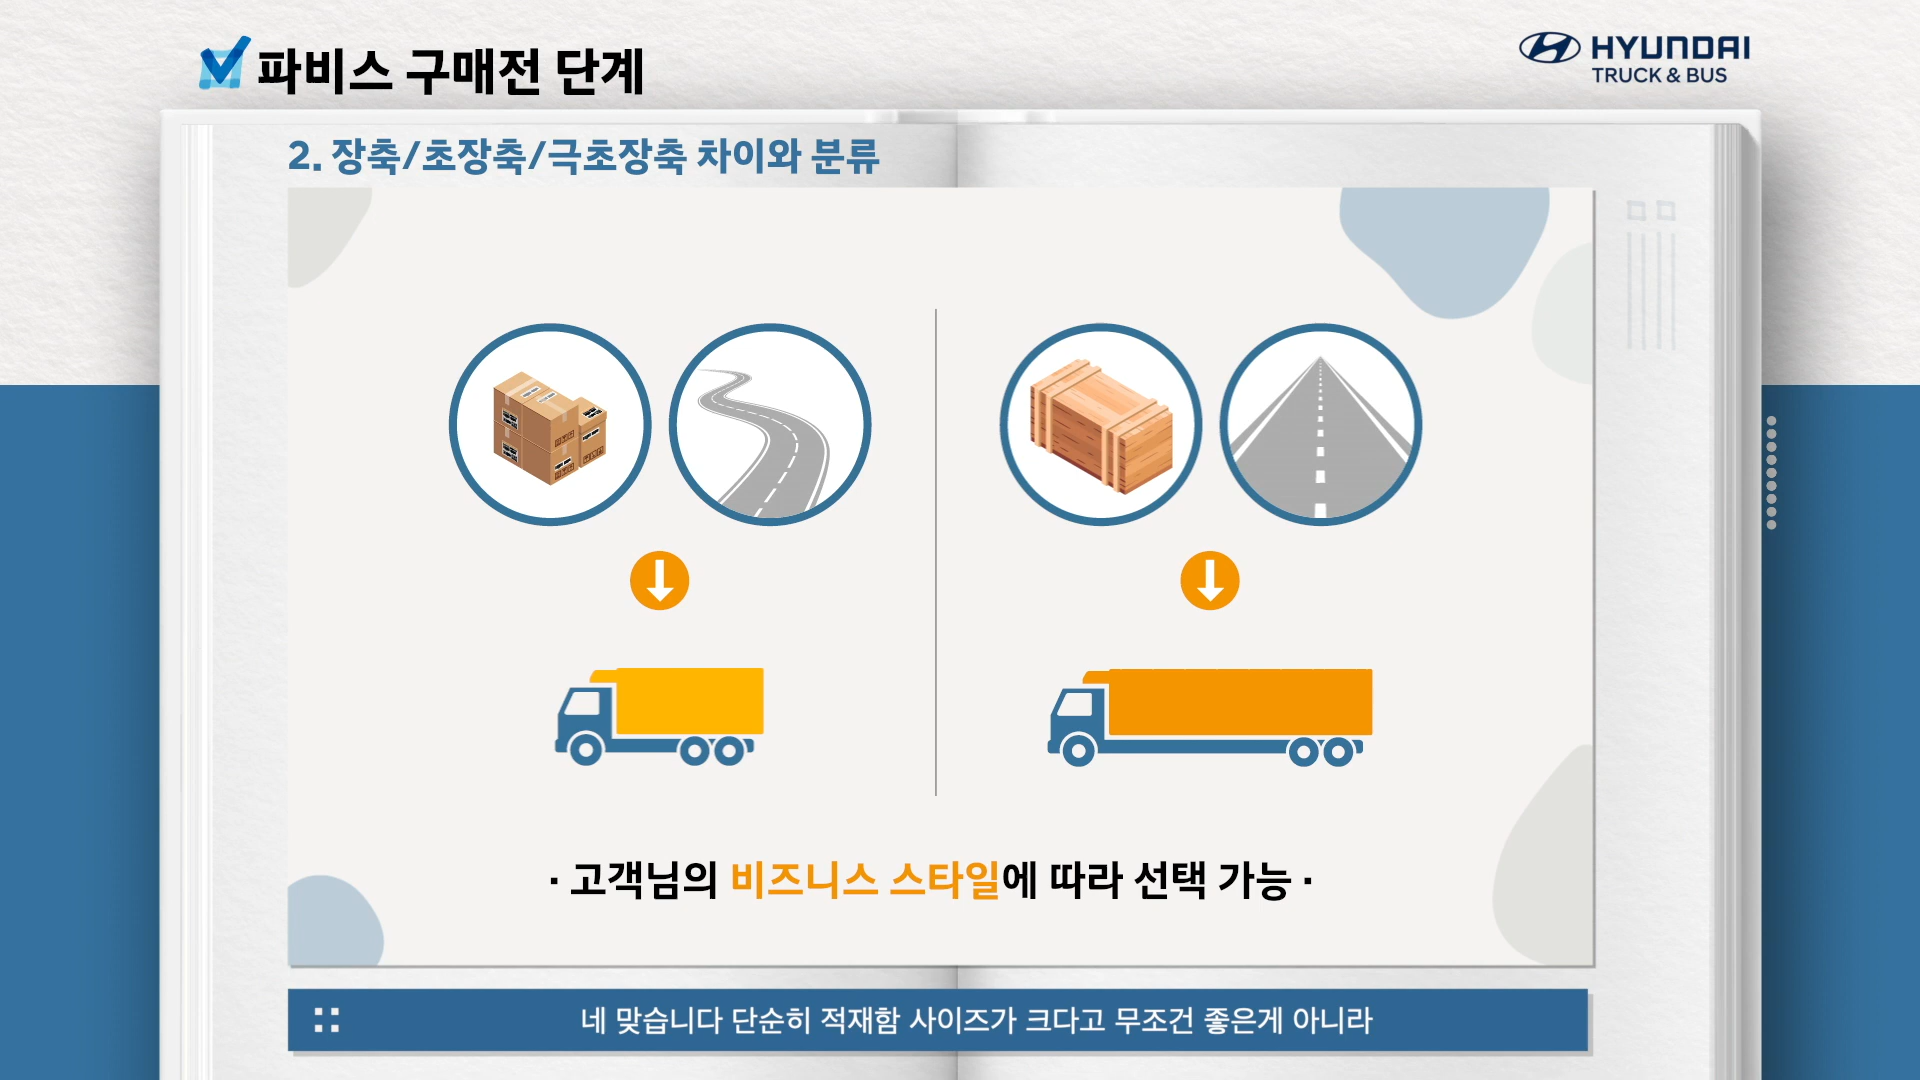 파비스 구매전 단계
HYUNDAI
TRUCK & BUS
2. 장축/초장축/극초장축 차이와 분류
· 고객님의 비즈니스 스타일에 따라 선택 가능 ·
네 맞습니다 단순히 적재함 사이즈가 크다고 무조건 좋은게 아니라